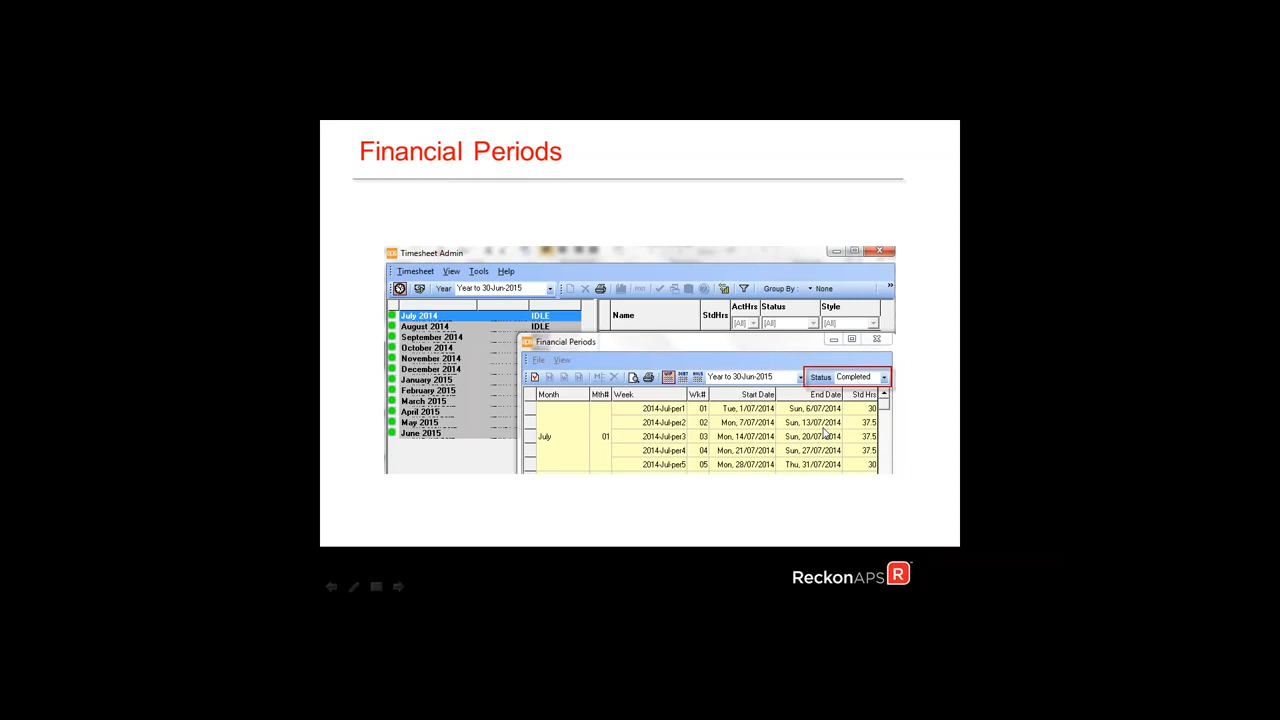 Financial Periods
Timesheet Admin
Timesheet View Tools Help
Year Year to 30-Jun-2015 Group By : None »
July 2014 IDLE
August 2014 IDLE
September 2014
October 2014
November 2014
December 2014
January 2015
February 2015
March 2015
April 2015
May 2015
June 2015
Name StdHrs ActHrs Status Style
[All] [All] [All]
Financial Periods
File View
Year to 30-Jun-2015 Status Completed
Month Mth# Week Wk# Start Date End Date Std Hrs
2014-Jul-per1 01 Tue, 1/07/2014 Sun, 6/07/2014 30
2014-Jul-per2 02 Mon, 7/07/2014 Sun, 13/07/2014 37.5
July 01 2014-Jul-per3 03 Mon, 14/07/2014 Sun, 20/07/2014 37.5
2014-Jul-per4 04 Mon, 21/07/2014 Sun, 27/07/2014 37.5
2014-Jul-per5 05 Mon, 28/07/2014 Thu, 31/07/2014 30
ReckonAPS R